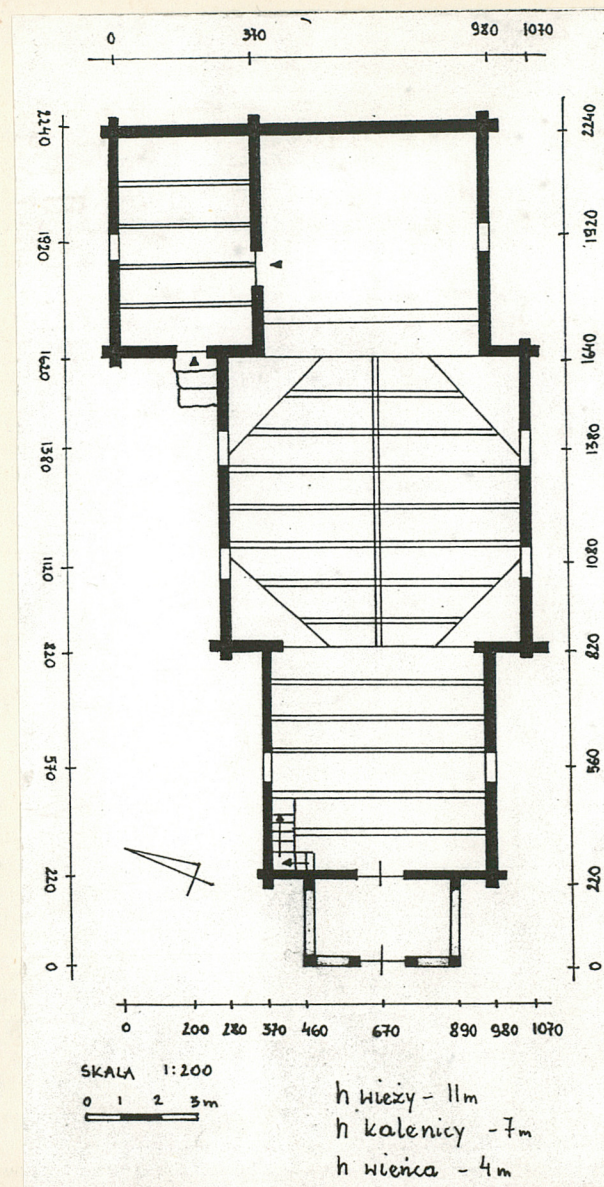 0 370 980 1070
2240 1920 1620 1380 1120 820 570 220 0
2240 1920 1640 1380 1080 820 560 220 0
0 200 280 370 460 670 890 980 1070
SKALA 1:200
0 1 2 3m
h wieży - 11m
h kalenicy - 7m
h wieńca - 4m